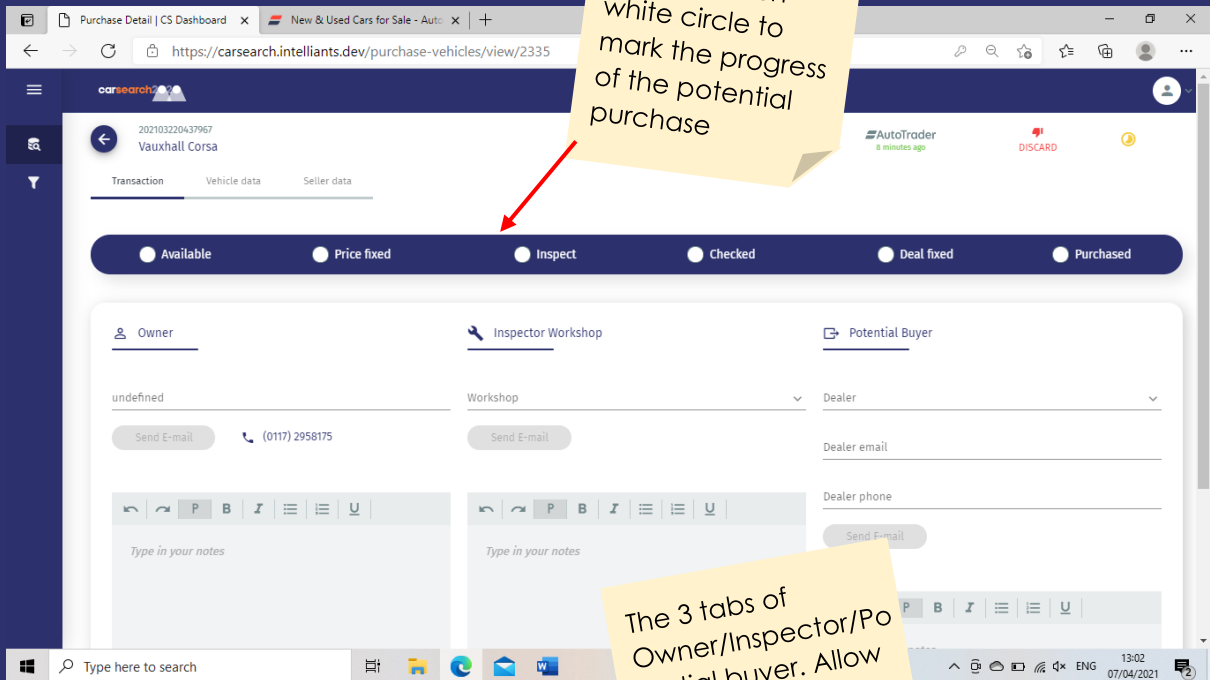 Purchase Detail | CS Dashboard
New & Used Cars for Sale - Auto
https://carsearch.intelliants.dev/purchase-vehicles/view/2335
white circle to
mark the progress
of the potential
purchase
carsearch2020
202103220437967
Vauxhall Corsa
AutoTrader
8 minutes ago
DISCARD
Transaction Vehicle data Seller data
Available Price fixed Inspect Checked Deal fixed Purchased
Owner Inspector Workshop Potential Buyer
undefined Workshop Dealer
Send E-mail (0117) 2958175 Send E-mail
Dealer email
Dealer phone
Send E-mail
P B I U P B I U
Type in your notes Type in your notes
P B I U
The 3 tabs of
Owner/Inspector/Po
buyer. Allow
Type here to search
ENG
13:02
07/04/2021
2